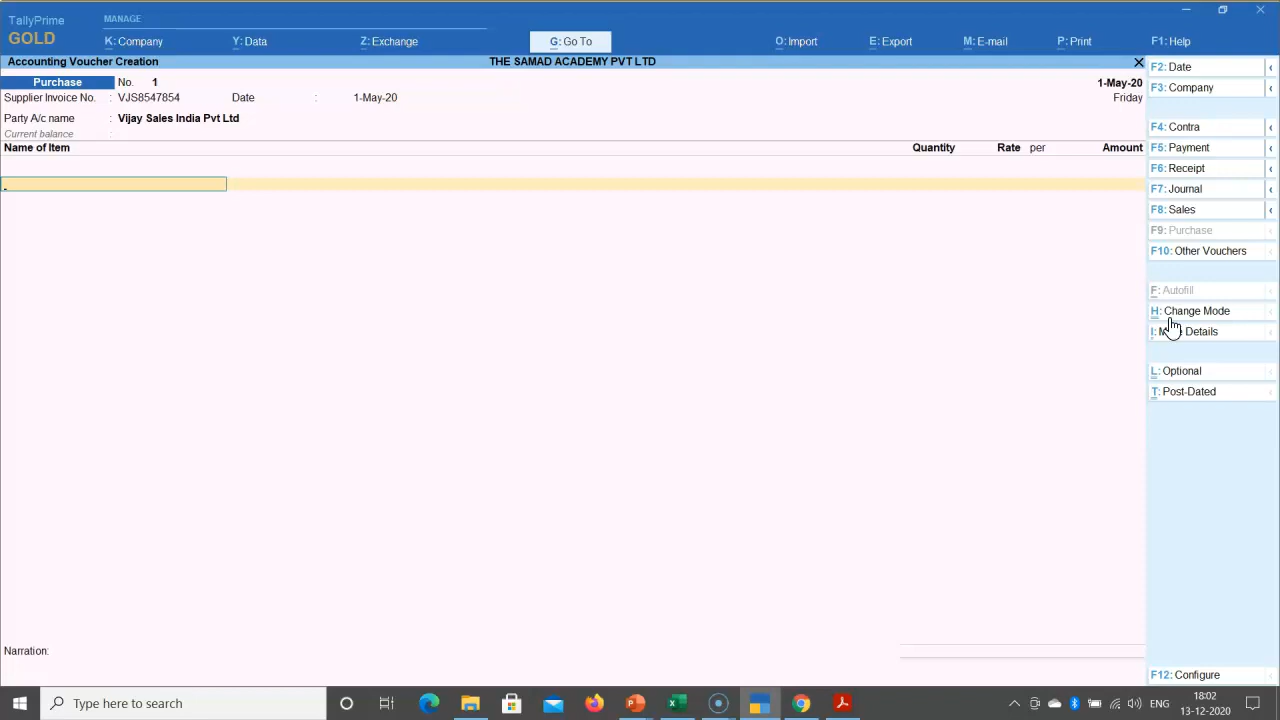 TallyPrime
GOLD
MANAGE
K: Company
Y: Data
Z: Exchange
G: Go To
O: Import
E: Export
M: E-mail
P: Print
F1: Help
Accounting Voucher Creation
THE SAMAD ACADEMY PVT LTD
Purchase No. 1
1-May-20
Supplier Invoice No. : VJS8547854 Date : 1-May-20
Friday
Party A/c name : Vijay Sales India Pvt Ltd
Current balance :
Name of Item Quantity Rate per Amount
Narration:
F2: Date
F3: Company
F4: Contra
F5: Payment
F6: Receipt
F7: Journal
F8: Sales
F9: Purchase
F10: Other Vouchers
F: Autofill
H: Change Mode
I: Details
L: Optional
T: Post-Dated
F12: Configure
Type here to search
ENG
18:02
13-12-2020